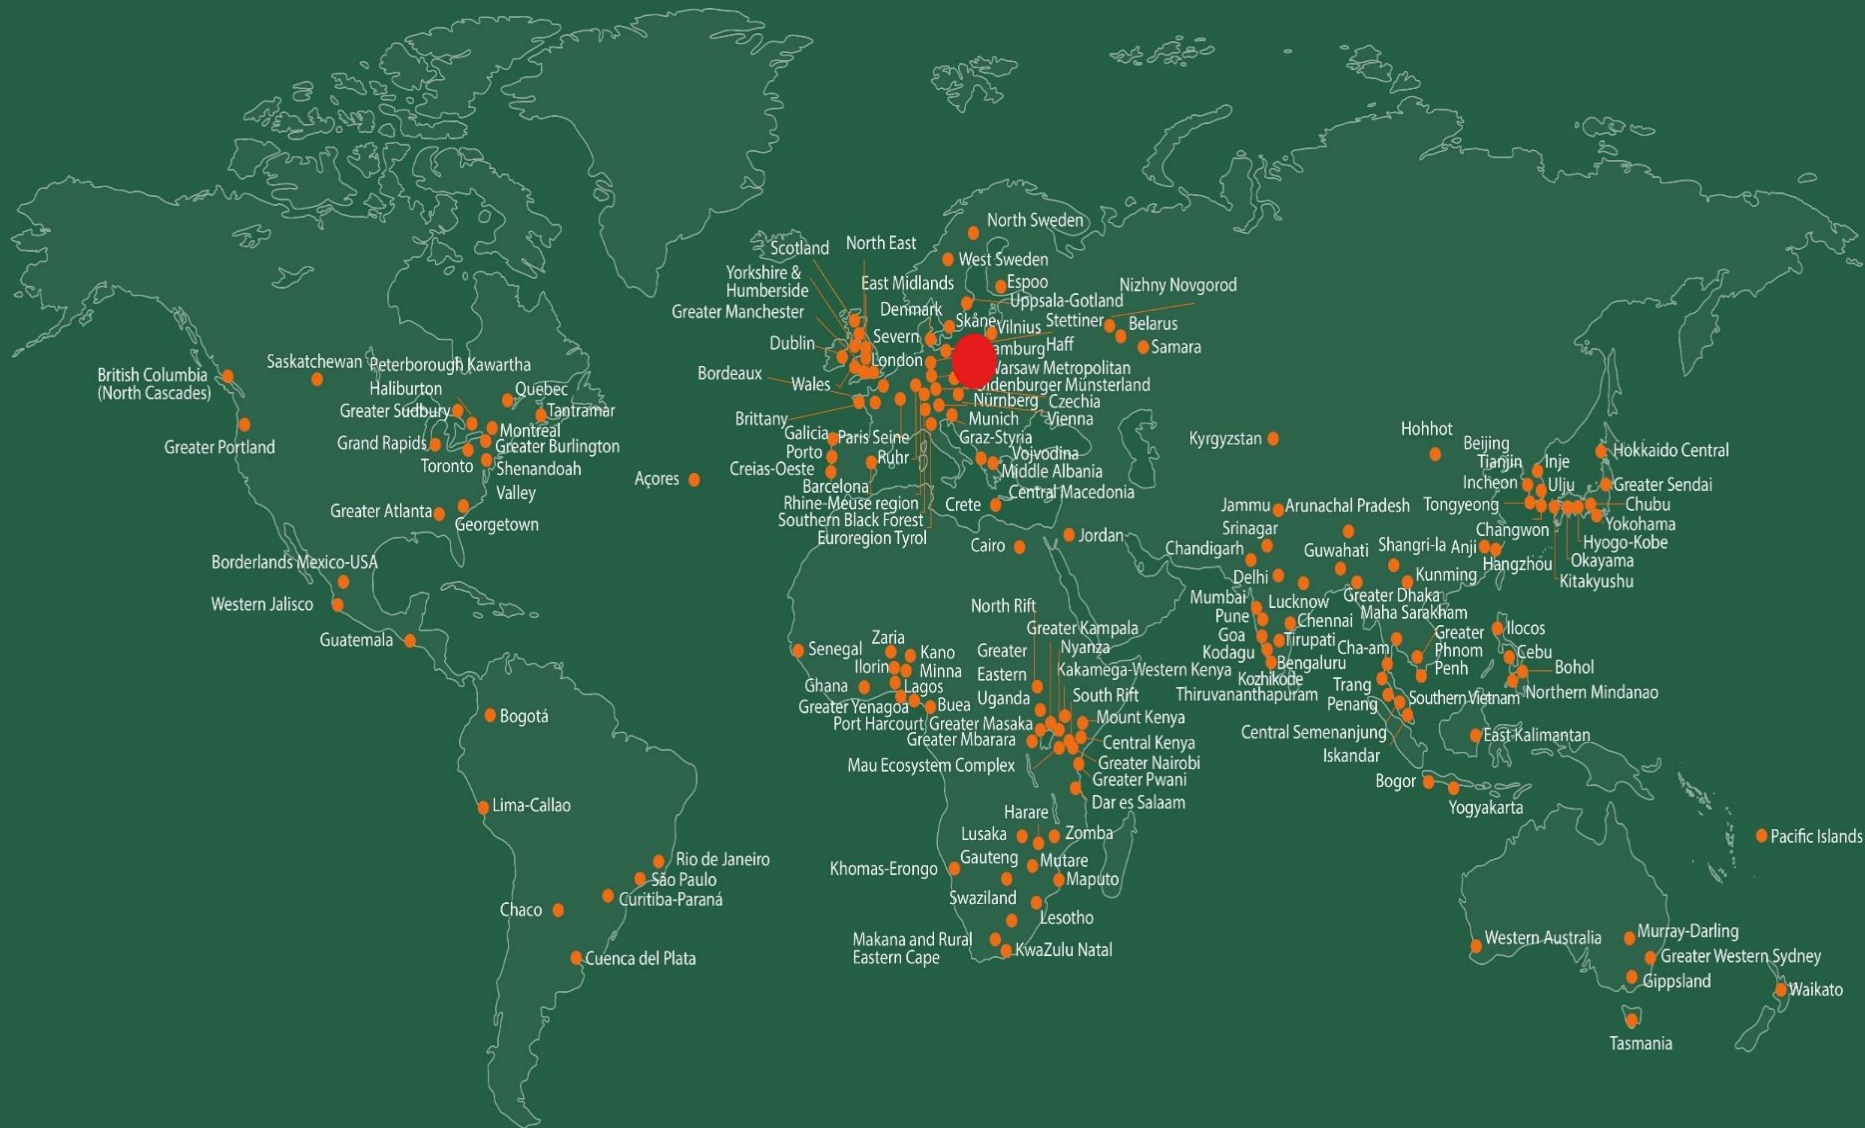 North Sweden
Scotland
North East
West Sweden
Yorkshire &
Humberside
East Midlands
Espoo
Nizhny Novgorod
Uppsala-Gotland
Greater Manchester
Denmark
Skåne
Vilnius
Stettiner
Haff
Belarus
Dublin
Severn
Samara
London
Warsaw Metropolitan
Bordeaux
Wales
Oldenburger Münsterland
Nürnberg
Czechia
Brittany
Munich
Vienna
Galicia
Paris Seine
Graz-Styria
Porto
Ruhr
Vojvodina
Creias-Oeste
Middle Albania
Barcelona
Central Macedonia
Rhine-Meuse region
Crete
Southern Black Forest
Euroregion Tyrol
Açores
British Columbia
(North Cascades)
Saskatchewan
Peterborough Kawartha
Haliburton
Quebec
Greater Sudbury
Tantramar
Greater Portland
Montreal
Grand Rapids
Greater Burlington
Toronto
Shenandoah
Valley
Greater Atlanta
Georgetown
Borderlands Mexico-USA
Western Jalisco
Guatemala
Bogotá
Lima-Callao
Rio de Janeiro
São Paulo
Curitiba-Paraná
Chaco
Cuenca del Plata
Cairo
Jordan
Senegal
Zaria
Kano
Ilorin
Minna
Ghana
Lagos
Greater Yenagoa
Buea
Port Harcourt
North Rift
Greater Kampala
Greater
Eastern
Uganda
Nyanza
Kakamega-Western Kenya
South Rift
Greater Masaka
Mount Kenya
Greater Mbarara
Central Kenya
Mau Ecosystem Complex
Greater Nairobi
Greater Pwani
Dar es Salaam
Harare
Lusaka
Zomba
Gauteng
Mutare
Khomas-Erongo
Maputo
Swaziland
Lesotho
Makana and Rural
Eastern Cape
KwaZulu Natal
Kyrgyzstan
Hohhot
Beijing
Tianjin
Inje
Hokkaido Central
Incheon
Ulju
Greater Sendai
Tongyeong
Chubu
Changwon
Yokohama
Hyogo-Kobe
Okayama
Kitakyushu
Jammu
Arunachal Pradesh
Srinagar
Chandigarh
Guwahati
Shangri-la
Anji
Hangzhou
Delhi
Kunming
Mumbai
Lucknow
Greater Dhaka
Pune
Chennai
Maha Sarakham
Goa
Tirupati
Cha-am
Greater
Phnom
Penh
Ilocos
Kodagu
Bengaluru
Cebu
Kozhikode
Bohol
Thiruvananthapuram
Trang
Northern Mindanao
Penang
Southern Vietnam
Central Semenanjung
East Kalimantan
Iskandar
Bogor
Yogyakarta
Pacific Islands
Western Australia
Murray-Darling
Greater Western Sydney
Gippsland
Waikato
Tasmania